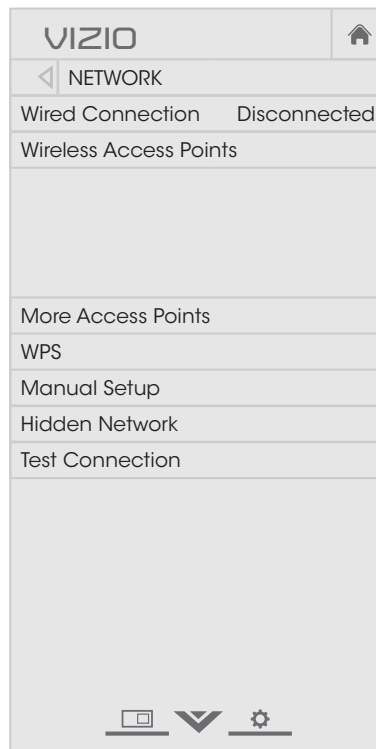 VIZIO
NETWORK
Wired Connection Disconnected
Wireless Access Points
More Access Points
WPS
Manual Setup
Hidden Network
Test Connection